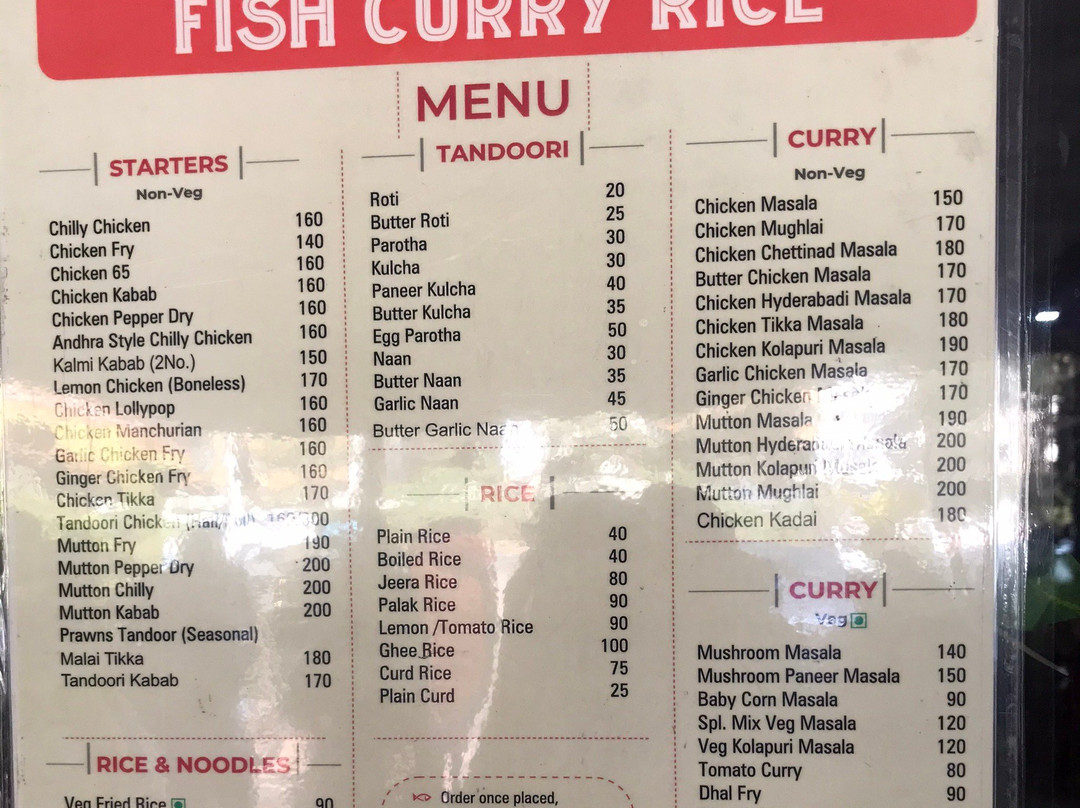 FISH CURRY RICE
MENU
STARTERS
Non-Veg
Chilly Chicken 160
Chicken Fry 140
Chicken 65 160
Chicken Kabab 160
Chicken Pepper Dry 160
Andhra Style Chilly Chicken 160
Kalmi Kabab (2No.) 150
Lemon Chicken (Boneless) 170
Chicken Lollypop 160
Chicken Manchurian 160
Garlic Chicken Fry 160
Ginger Chicken Fry 160
Chicken Tikka 170
Tandoori Chicken (Half/Full) 160/300
Mutton Fry 190
Mutton Pepper Dry 200
Mutton Chilly 200
Mutton Kabab 200
Prawns Tandoor (Seasonal)
Malai Tikka 180
Tandoori Kabab 170
RICE & NOODLES
Veg Fried Rice 90
TANDOORI
Roti 20
Butter Roti 25
Parotha 30
Kulcha 30
Paneer Kulcha 40
Butter Kulcha 35
Egg Parotha 50
Naan 30
Butter Naan 35
Garlic Naan 45
Butter Garlic Naan 50
RICE
Plain Rice 40
Boiled Rice 40
Jeera Rice 80
Palak Rice 90
Lemon /Tomato Rice 90
Ghee Rice 100
Curd Rice 75
Plain Curd 25
Order once placed,
CURRY
Non-Veg
Chicken Masala 150
Chicken Mughlai 170
Chicken Chettinad Masala 180
Butter Chicken Masala 170
Chicken Hyderabadi Masala 170
Chicken Tikka Masala 180
Chicken Kolapuri Masala 190
Garlic Chicken Masala 170
Ginger Chicken 170
Mutton Masala 190
Mutton Hyderabadi Masala 200
Mutton Kolapuri Masala 200
Mutton Mughlai 200
Chicken Kadai 180
CURRY
Veg
Mushroom Masala 140
Mushroom Paneer Masala 150
Baby Corn Masala 90
Spl. Mix Veg Masala 120
Veg Kolapuri Masala 120
Tomato Curry 80
Dhal Fry 90